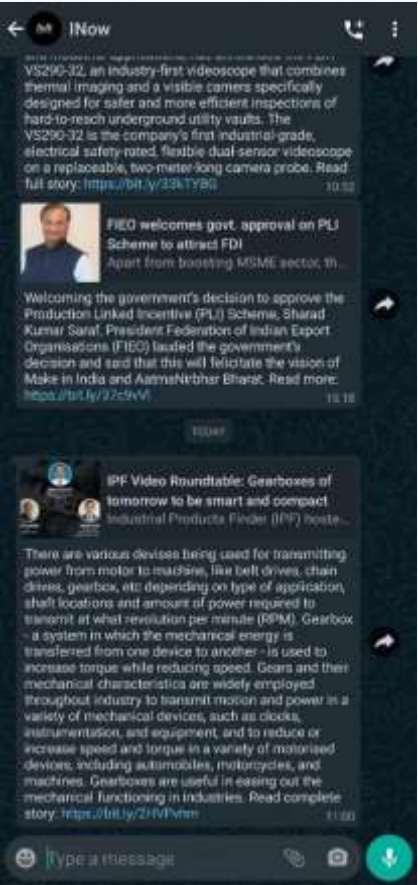 INow
VS290-32, an industry-first videoscope that combines
thermal imaging and a visible camera specifically
designed for safer and more efficient inspections of
hard-to-reach underground utility vaults. The
VS290-32 is the company's first industrial-grade,
electrical safety-rated, flexible dual-sensor videoscope
on a replaceable, two-meter-long camera probe. Read
full story: https://bit.ly/33kTYBG
10:52
FIEO welcomes govt. approval on PLI
Scheme to attract FDI
Apart from boosting MSME sector, th...
Welcoming the government's decision to approve the
Production Linked Incentive (PLI) Scheme, Sharad
Kumar Saraf, President Federation of Indian Export
Organisations (FIEO) lauded the government's
decision and said that this will felicitate the vision of
Make in India and AatmaNirbhar Bharat. Read more:
15:18
TODAY
IPF Video Roundtable: Gearboxes of
tomorrow to be smart and compact
Industrial Products Finder (IPF) hoste...
There are various devises being used for transmitting
power from motor to machine, like belt drives, chain
drives, gearbox, etc depending on type of application,
shaft locations and amount of power required to
transmit at what revolution per minute (RPM). Gearbox
- a system in which the mechanical energy is
transferred from one device to another - is used to
increase torque while reducing speed. Gears and their
mechanical characteristics are widely employed
throughout industry to transmit motion and power in a
variety of mechanical devices, such as clocks,
instrumentation, and equipment, and to reduce or
increase speed and torque in a variety of motorised
devices, including automobiles, motorcycles, and
machines. Gearboxes are useful in easing out the
mechanical functioning in industries. Read complete
story: https://bit.ly/2HVPvhm
11:00
Type a message